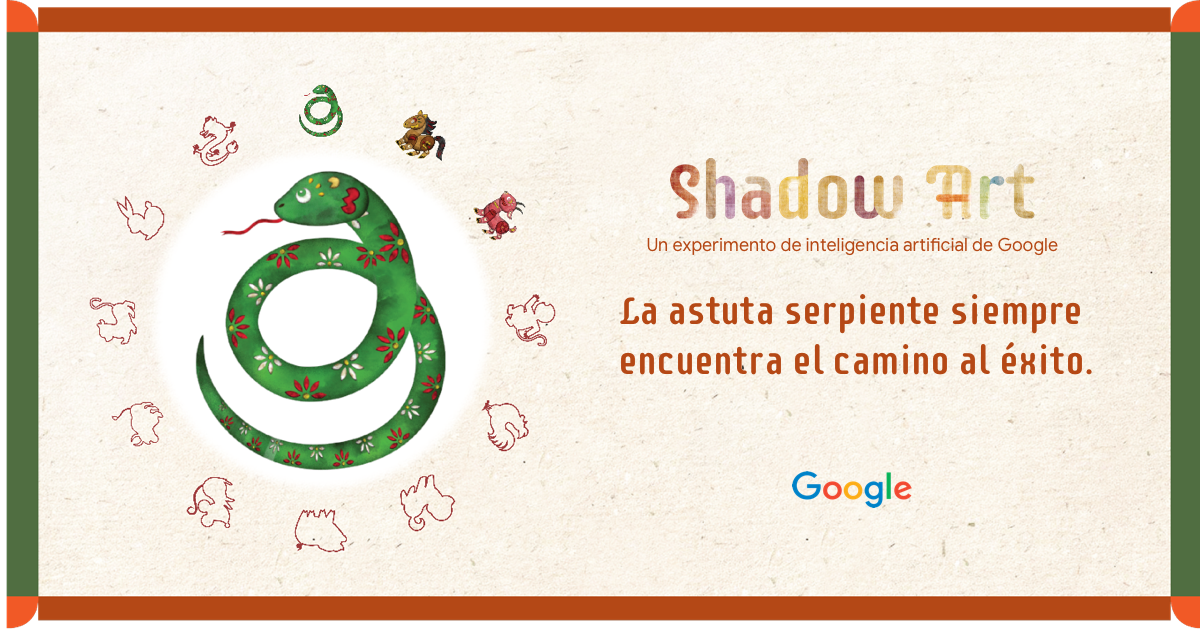 Shadow Art
Un experimento de inteligencia artificial de Google
La astuta serpiente siempre
encuentra el camino al éxito.
Google